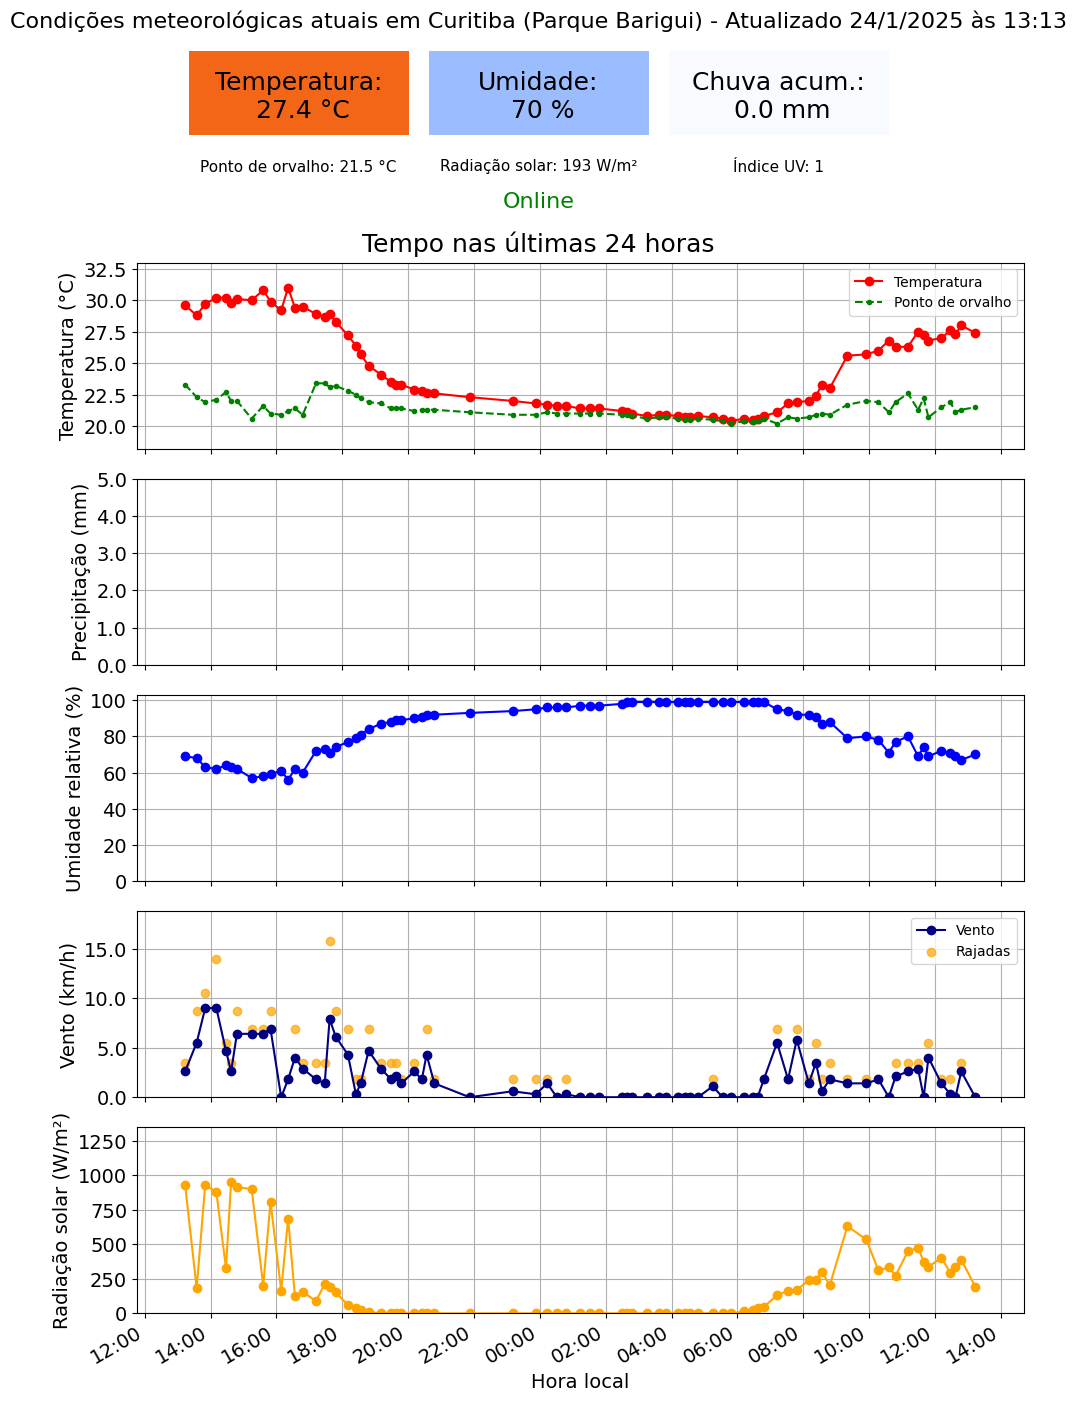 Condições meteorológicas atuais em Curitiba (Parque Barigui) - Atualizado 24/1/2025 às 13:13
Temperatura:
27.4 °C
Umidade:
70 %
Chuva acum.:
0.0 mm
Ponto de orvalho: 21.5 °C
Radiação solar: 193 W/m²
Índice UV: 1
Online
Tempo nas últimas 24 horas
Temperatura (°C)
32.5
30.0
27.5
25.0
22.5
20.0
Temperatura
Ponto de orvalho
Precipitação (mm)
5.0
4.0
3.0
2.0
1.0
0.0
Umidade relativa (%)
100
80
60
40
20
0
Vento (km/h)
15.0
10.0
5.0
0.0
Vento
Rajadas
Radiação solar (W/m²)
1250
1000
750
500
250
0
12:00
14:00
16:00
18:00
20:00
22:00
00:00
02:00
04:00
06:00
08:00
10:00
12:00
14:00
Hora local